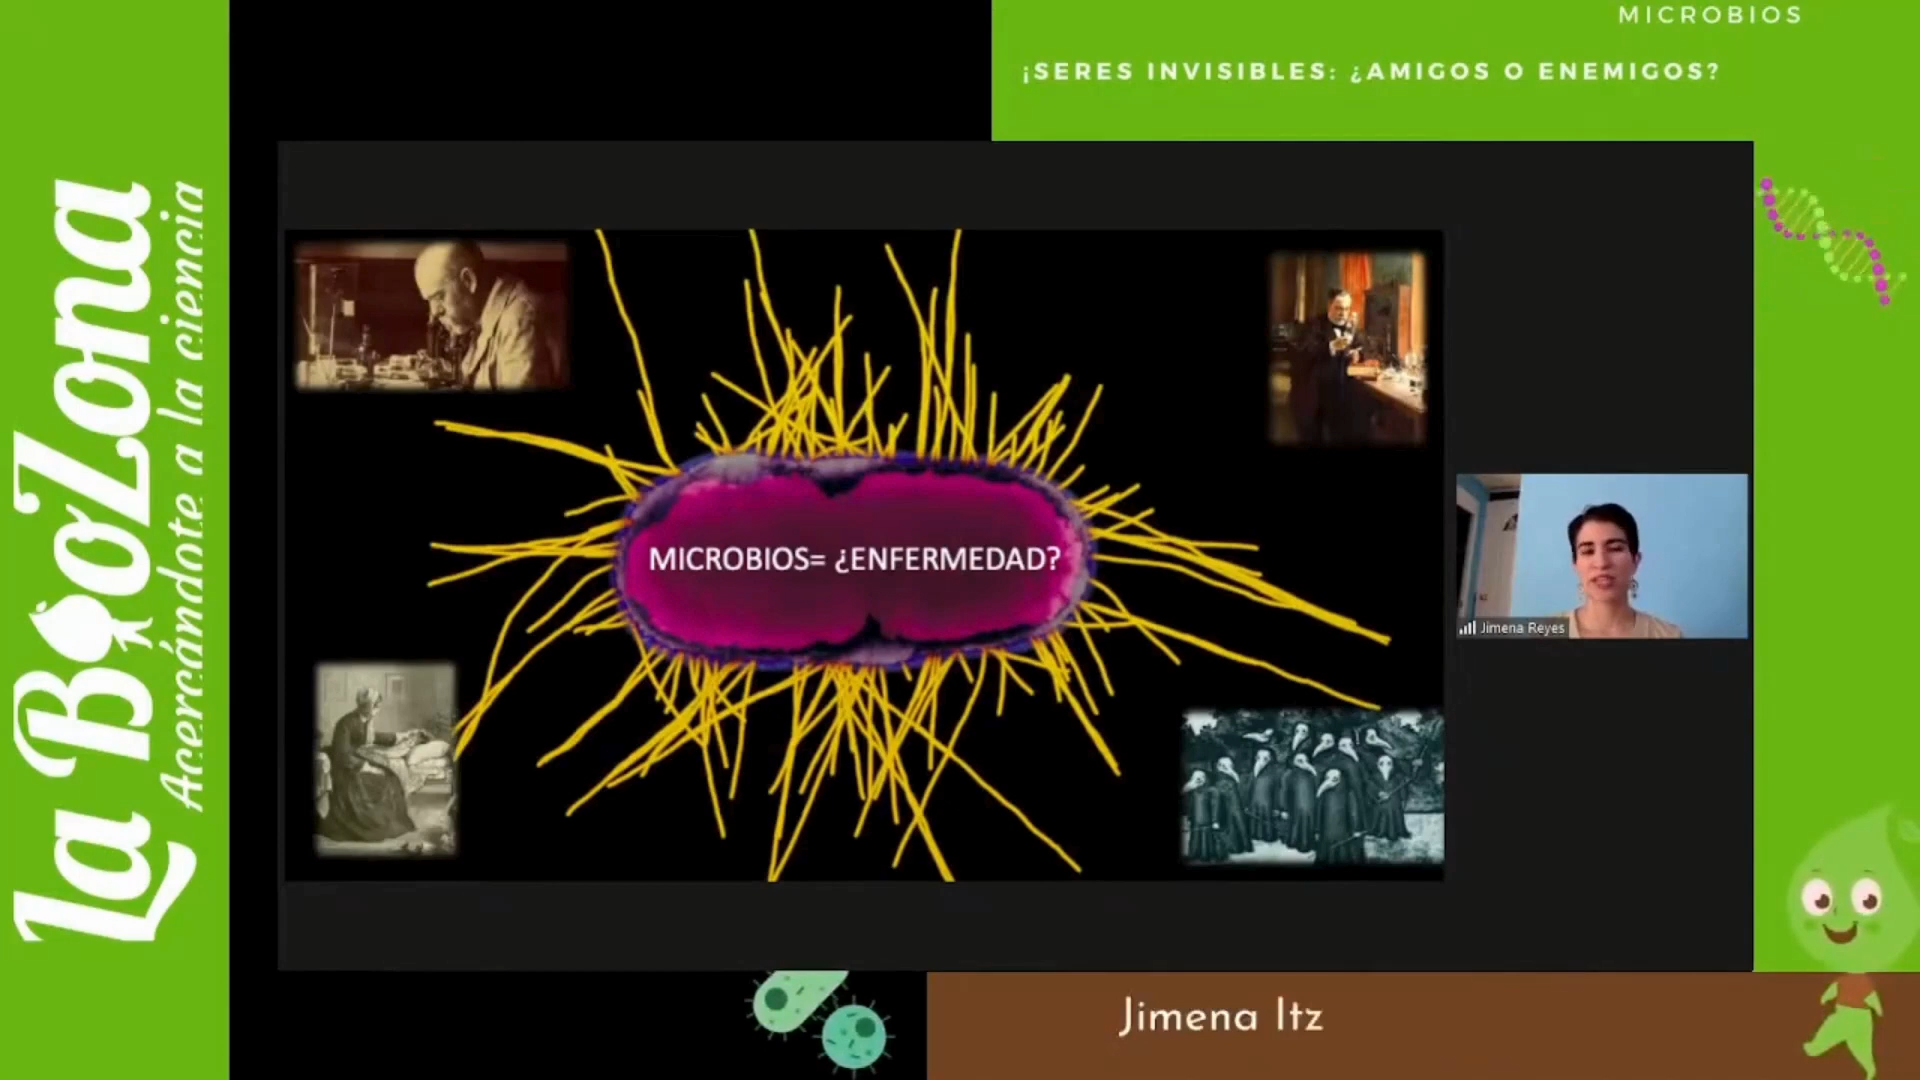 La BioZona
Acercándote a la ciencia
MICROBIOS
¡SERES INVISIBLES: ¿AMIGOS O ENEMIGOS?
MICROBIOS= ¿ENFERMEDAD?
Jimena Reyes
Jimena Itz